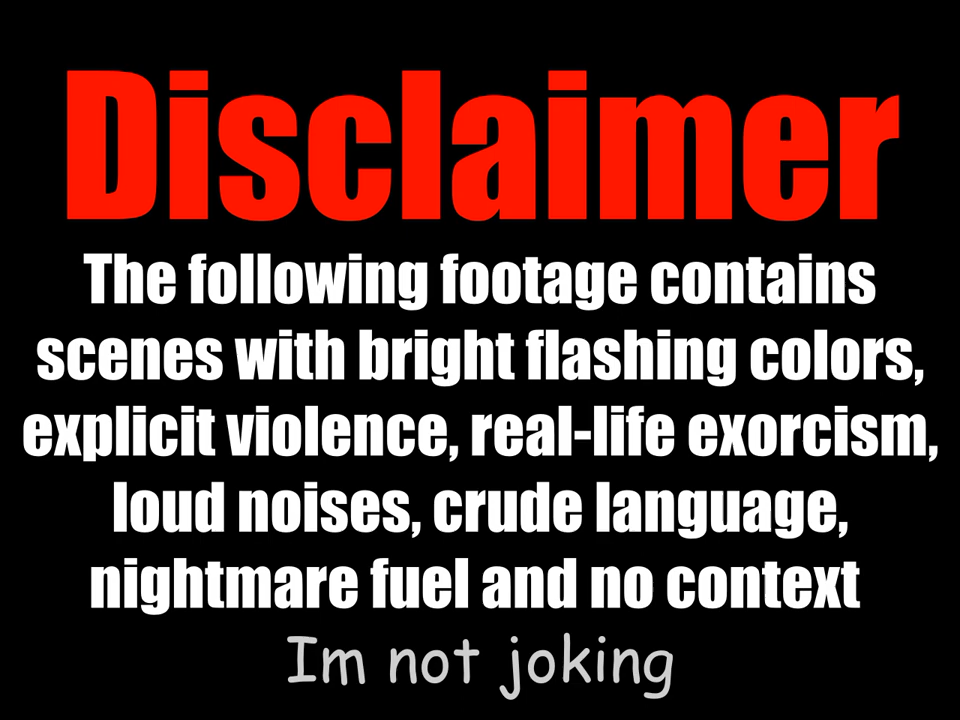 Disclaimer
The following footage contains
scenes with bright flashing colors,
explicit violence, real-life exorcism,
loud noises, crude language,
nightmare fuel and no context
Im not joking